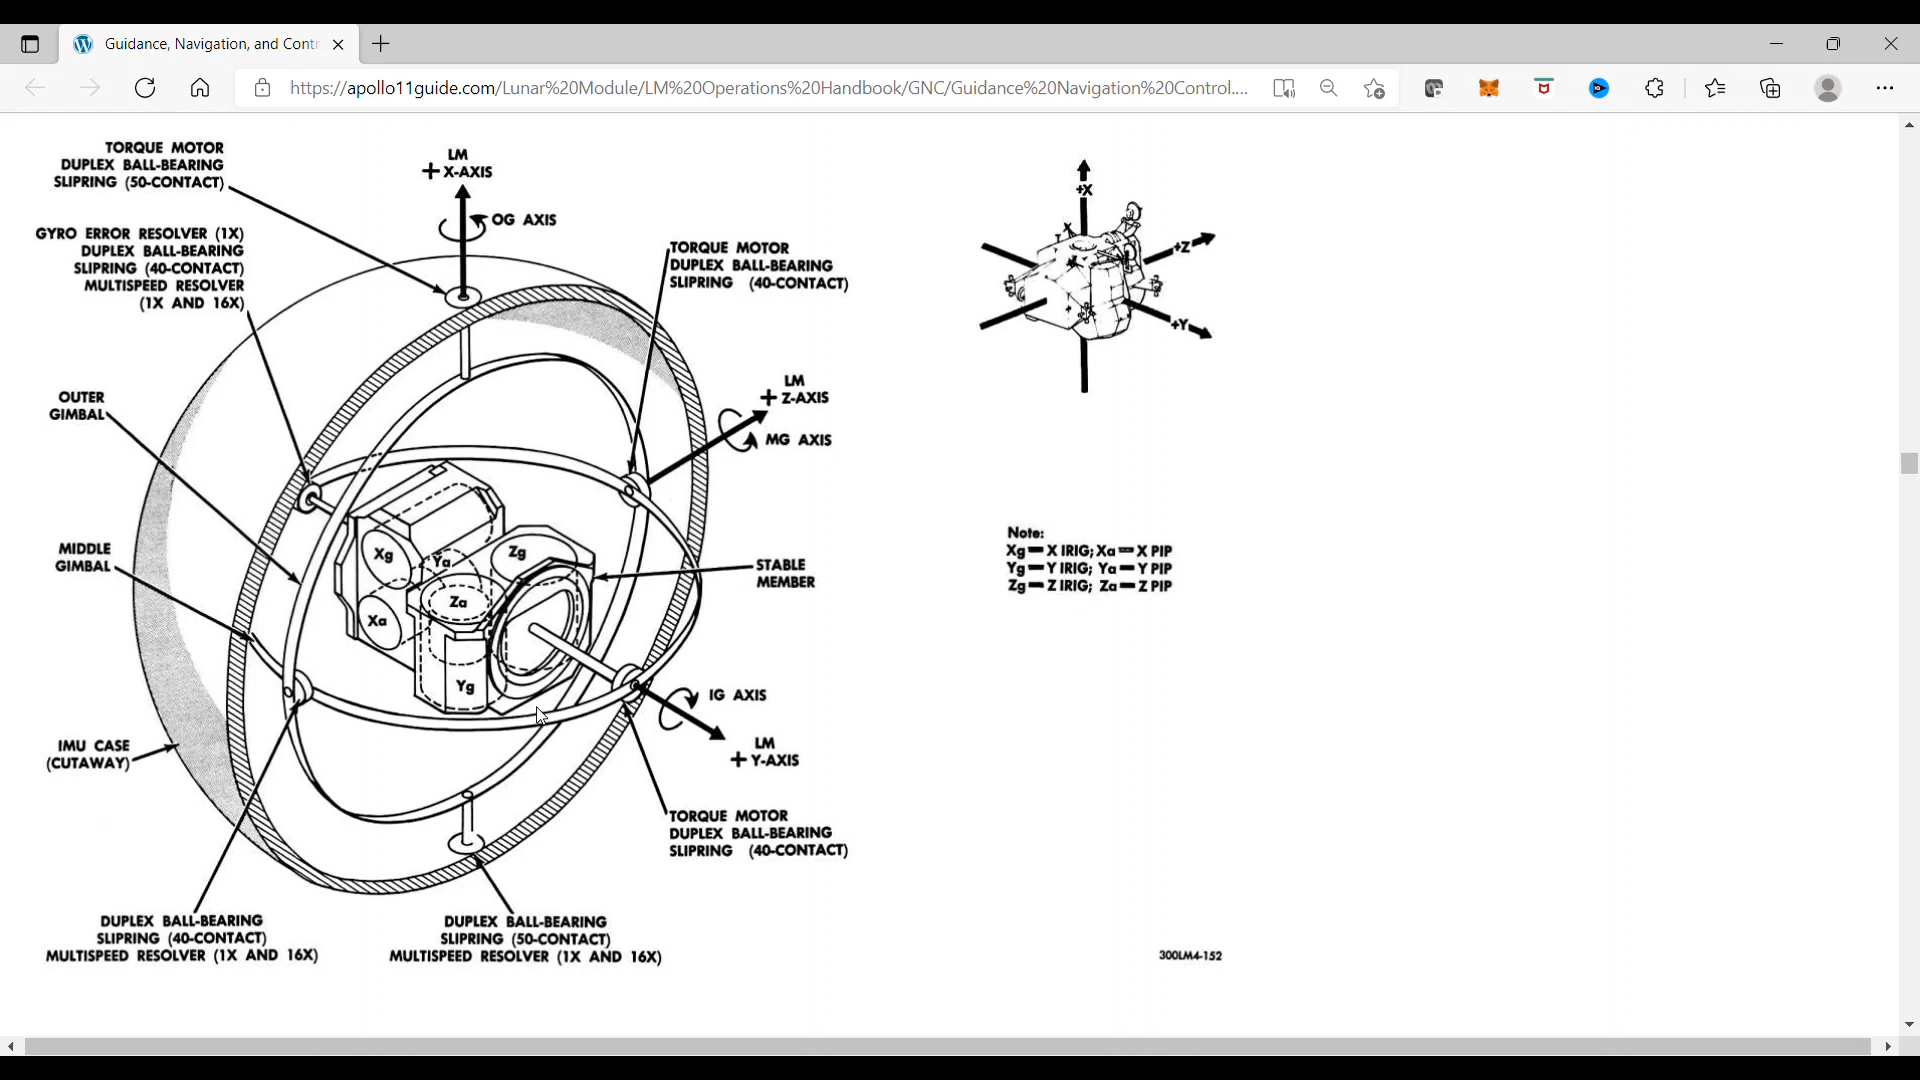 Guidance, Navigation, and Contr
https://apollo11guide.com/Lunar%20Module/LM%20Operations%20Handbook/GNC/Guidance%20Navigation%20Control....
TORQUE MOTOR
DUPLEX BALL-BEARING
SLIPRING (50-CONTACT)
LM
+ X-AXIS
OG AXIS
GYRO ERROR RESOLVER (1X)
DUPLEX BALL-BEARING
SLIPRING (40-CONTACT)
MULTISPEED RESOLVER
(1X AND 16X)
TORQUE MOTOR
DUPLEX BALL-BEARING
SLIPRING (40-CONTACT)
+X
+Z
+Y
OUTER
GIMBAL
LM
+ Z-AXIS
MG AXIS
MIDDLE
GIMBAL
Xg
Ya
Zg
Za
Xa
Yg
STABLE
MEMBER
Note:
Xg — X IRIG; Xa — X PIP
Yg — Y IRIG; Ya — Y PIP
Zg — Z IRIG; Za — Z PIP
IG AXIS
LM
+ Y-AXIS
IMU CASE
(CUTAWAY)
TORQUE MOTOR
DUPLEX BALL-BEARING
SLIPRING (40-CONTACT)
DUPLEX BALL-BEARING
SLIPRING (40-CONTACT)
MULTISPEED RESOLVER (1X AND 16X)
DUPLEX BALL-BEARING
SLIPRING (50-CONTACT)
MULTISPEED RESOLVER (1X AND 16X)
300LM4-152